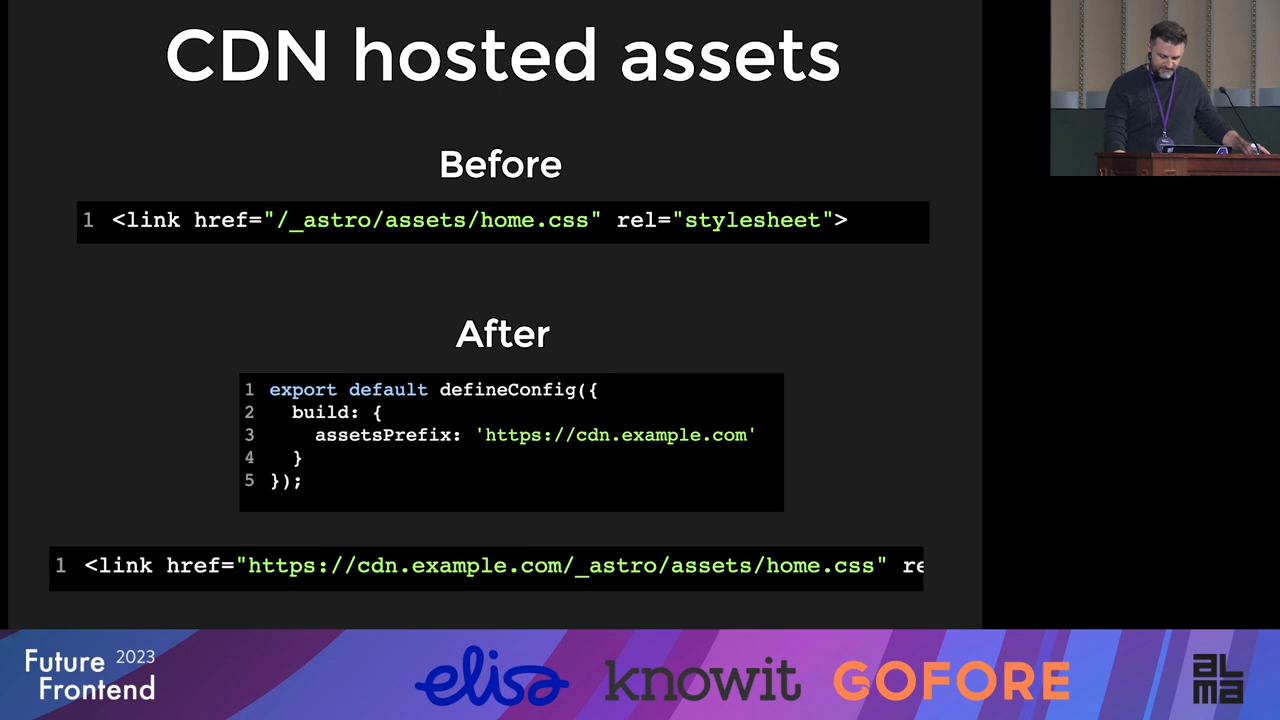 CDN hosted assets
Before
1 <link href="/_astro/assets/home.css" rel="stylesheet">
After
1 export default defineConfig({
2   build: {
3     assetsPrefix: 'https://cdn.example.com'
4   }
5 });
1 <link href="https://cdn.example.com/_astro/assets/home.css" re
Future 2023
Frontend
elisa
knowit
GOFORE
ALMA